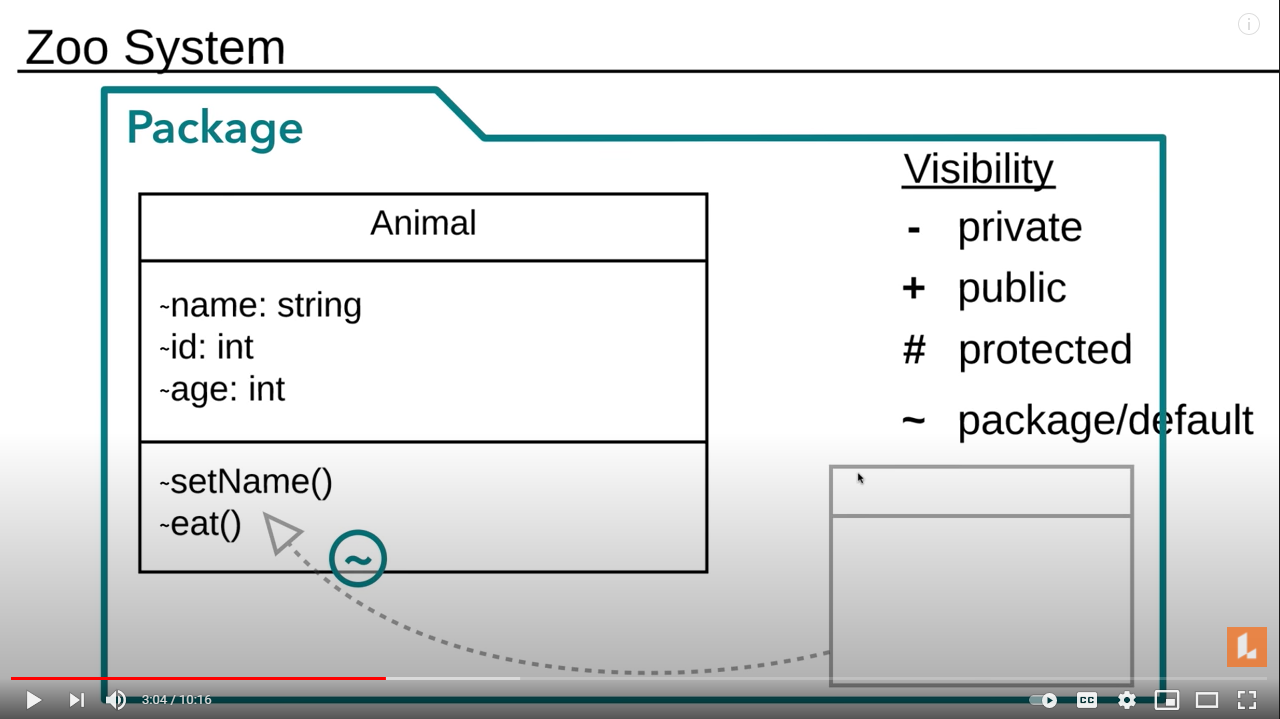 Zoo System
Package
Animal
~name: string
~id: int
~age: int
~setName()
~eat()
~
Visibility
- private
+ public
# protected
~ package/default
3:04 / 10:16
CC